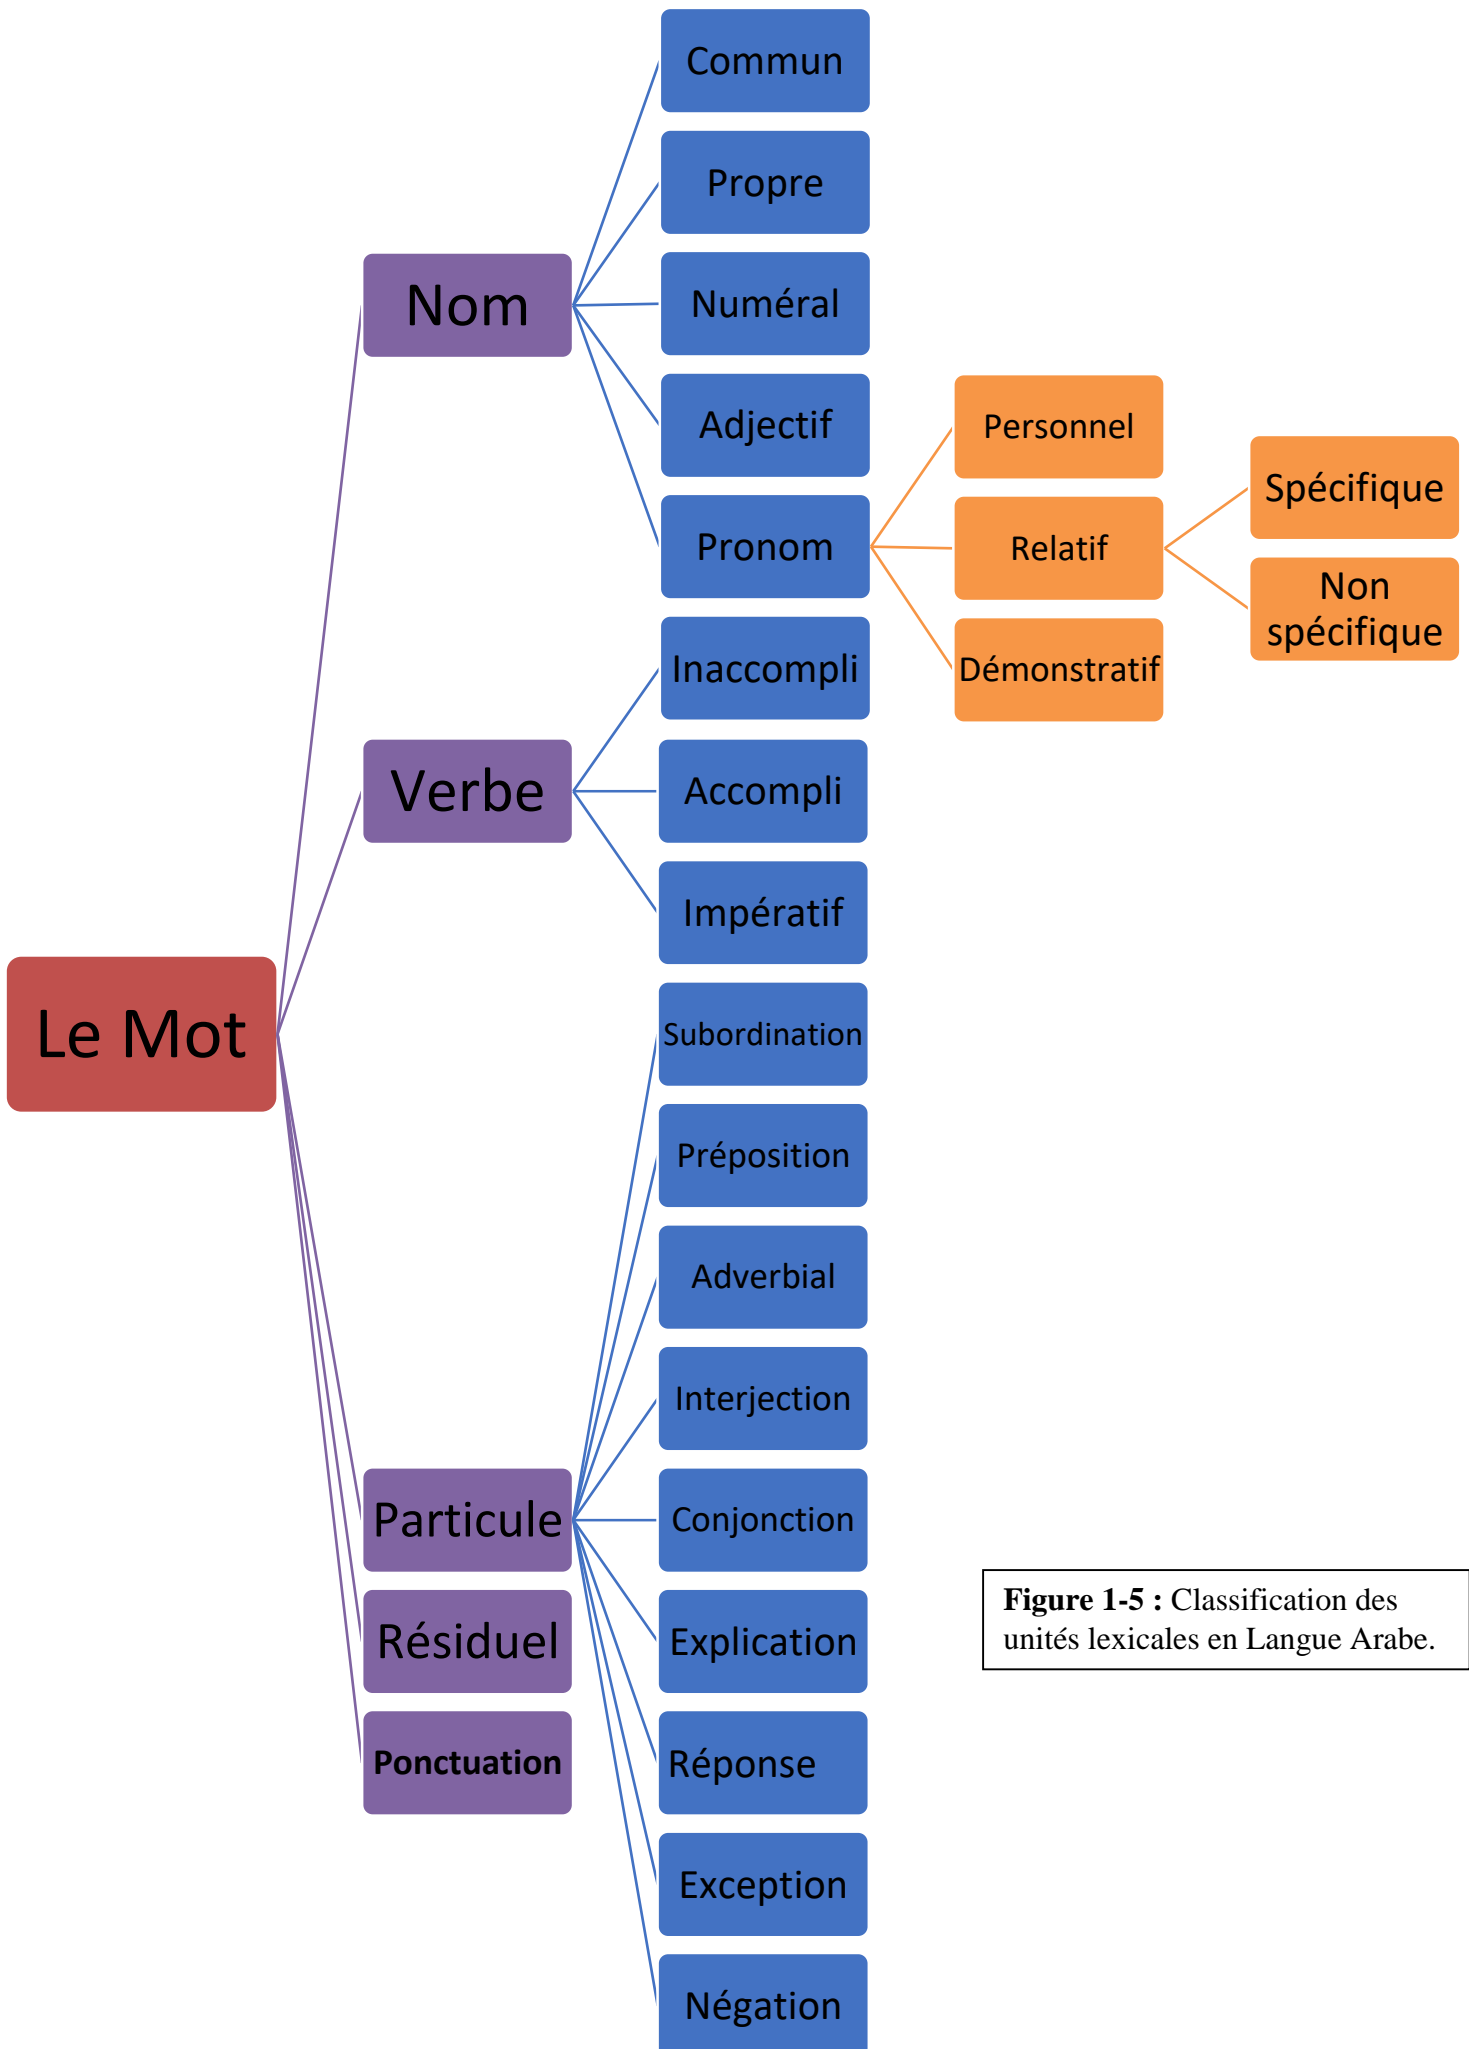 Commun
Propre
Nom
Numéral
Adjectif
Personnel
Spécifique
Pronom
Relatif
Non
spécifique
Inaccompli
Démonstratif
Verbe
Accompli
Impératif
Le Mot
Subordination
Préposition
Adverbial
Interjection
Particule
Conjonction
Figure 1-5 : Classification des
unités lexicales en Langue Arabe.
Résiduel
Explication
Ponctuation
Réponse
Exception
Négation